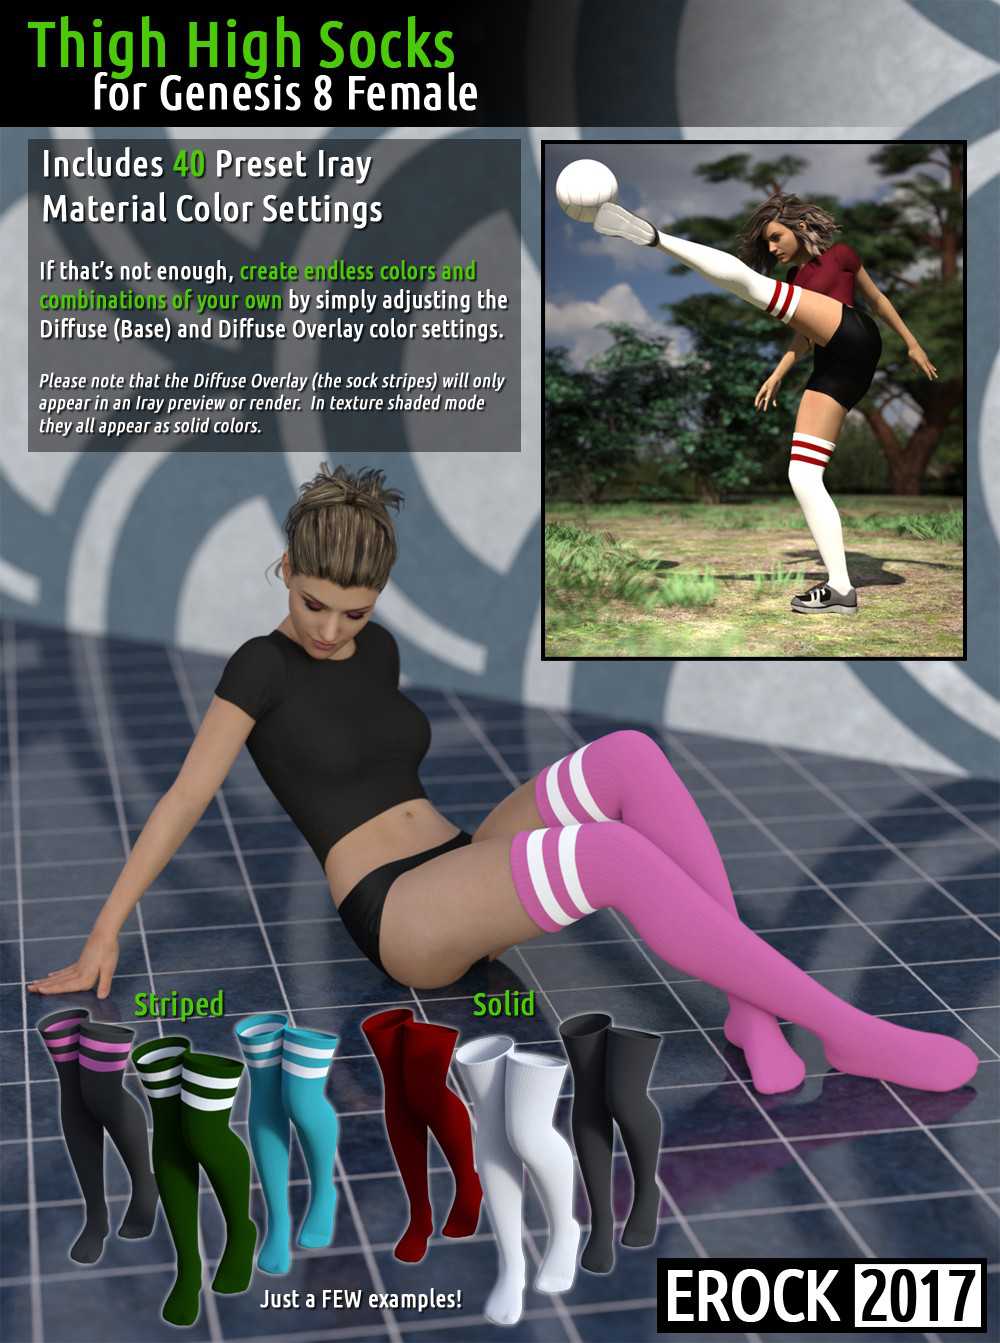 Thigh High Socks
for Genesis 8 Female
Includes 40 Preset Iray
Material Color Settings
If that's not enough, create endless colors and
combinations of your own by simply adjusting the
Diffuse (Base) and Diffuse Overlay color settings.
Please note that the Diffuse Overlay (the sock stripes) will only
appear in an Iray preview or render. In texture shaded mode
they all appear as solid colors.
Striped
Solid
Just a FEW examples!
EROCK 2017